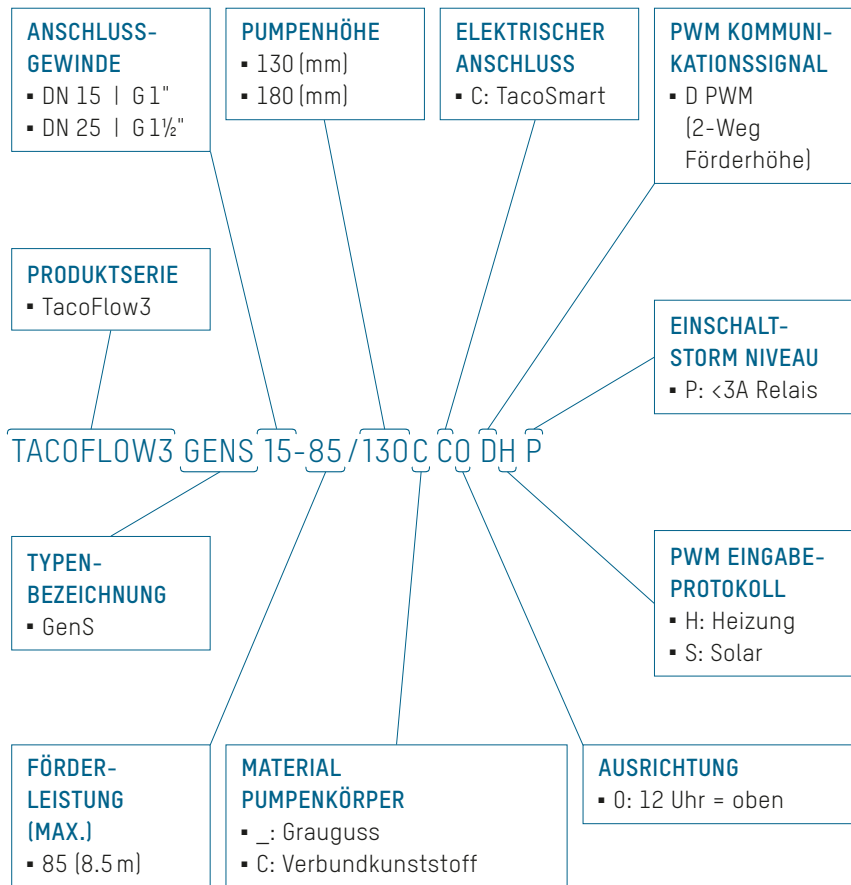 ANSCHLUSS-
GEWINDE
▪ DN 15 | G 1"
▪ DN 25 | G 1½"
PUMPENHÖHE
▪ 130 (mm)
▪ 180 (mm)
ELEKTRISCHER
ANSCHLUSS
▪ C: TacoSmart
PWM KOMMUNI-
KATIONSSIGNAL
▪ D PWM
(2-Weg
Förderhöhe)
PRODUKTSERIE
▪ TacoFlow3
EINSCHALT-
STORM NIVEAU
▪ P: <3A Relais
TACOFLOW3 GENS 15-85/130C C0 DH P
TYPEN-
BEZEICHNUNG
▪ GenS
PWM EINGABE-
PROTOKOLL
▪ H: Heizung
▪ S: Solar
FÖRDER-
LEISTUNG
(MAX.)
▪ 85 (8.5 m)
MATERIAL
PUMPENKÖRPER
▪ _: Grauguss
▪ C: Verbundkunststoff
AUSRICHTUNG
▪ 0: 12 Uhr = oben